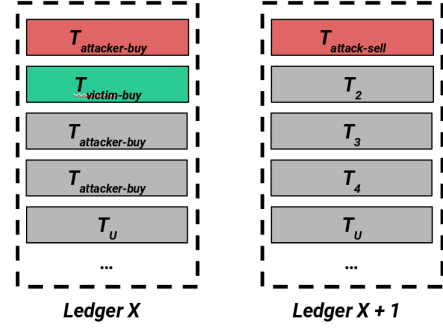 T attacker-buy
T victim-buy
T attacker-buy
T attacker-buy
T U
...
Ledger X
T attack-sell
T 2
T 3
T 4
T U
...
Ledger X + 1